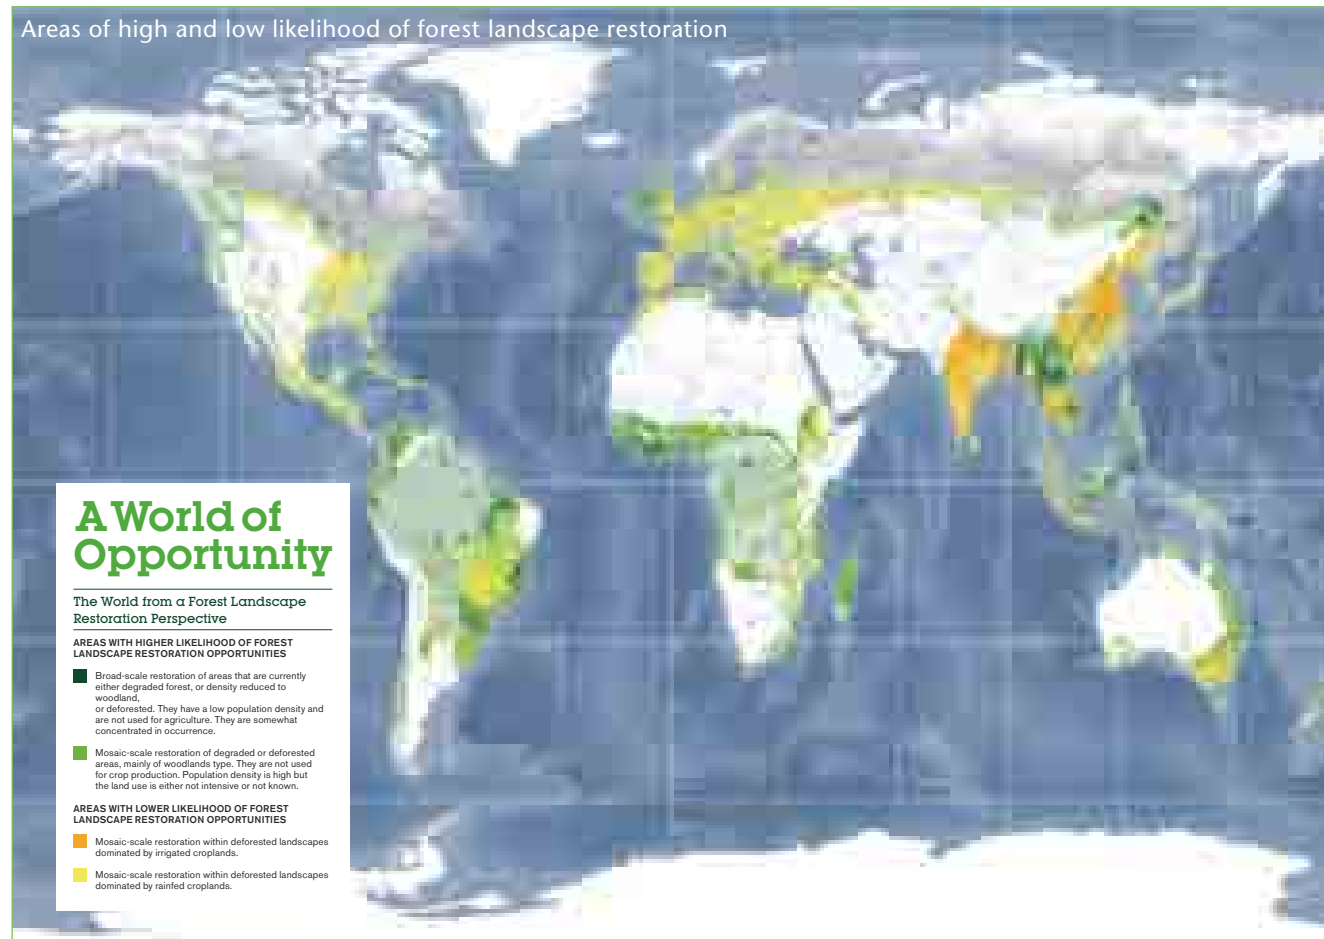 Areas of high and low likelihood of forest landscape restoration
A World of
Opportunity
The World from a Forest Landscape
Restoration Perspective
AREAS WITH HIGHER LIKELIHOOD OF FOREST
LANDSCAPE RESTORATION OPPORTUNITIES
Broad-scale restoration of areas that are currently
either degraded forest, or density reduced to
woodland,
or deforested. They have a low population density and
are not used for agriculture. They are somewhat
concentrated in occurrence.
Mosaic-scale restoration of degraded or deforested
areas, mainly of woodlands type. They are not used
for crop production. Population density is high but
the land use is either not intensive or not known.
AREAS WITH LOWER LIKELIHOOD OF FOREST
LANDSCAPE RESTORATION OPPORTUNITIES
Mosaic-scale restoration within deforested landscapes
dominated by irrigated croplands.
Mosaic-scale restoration within deforested landscapes
dominated by rainfed croplands.